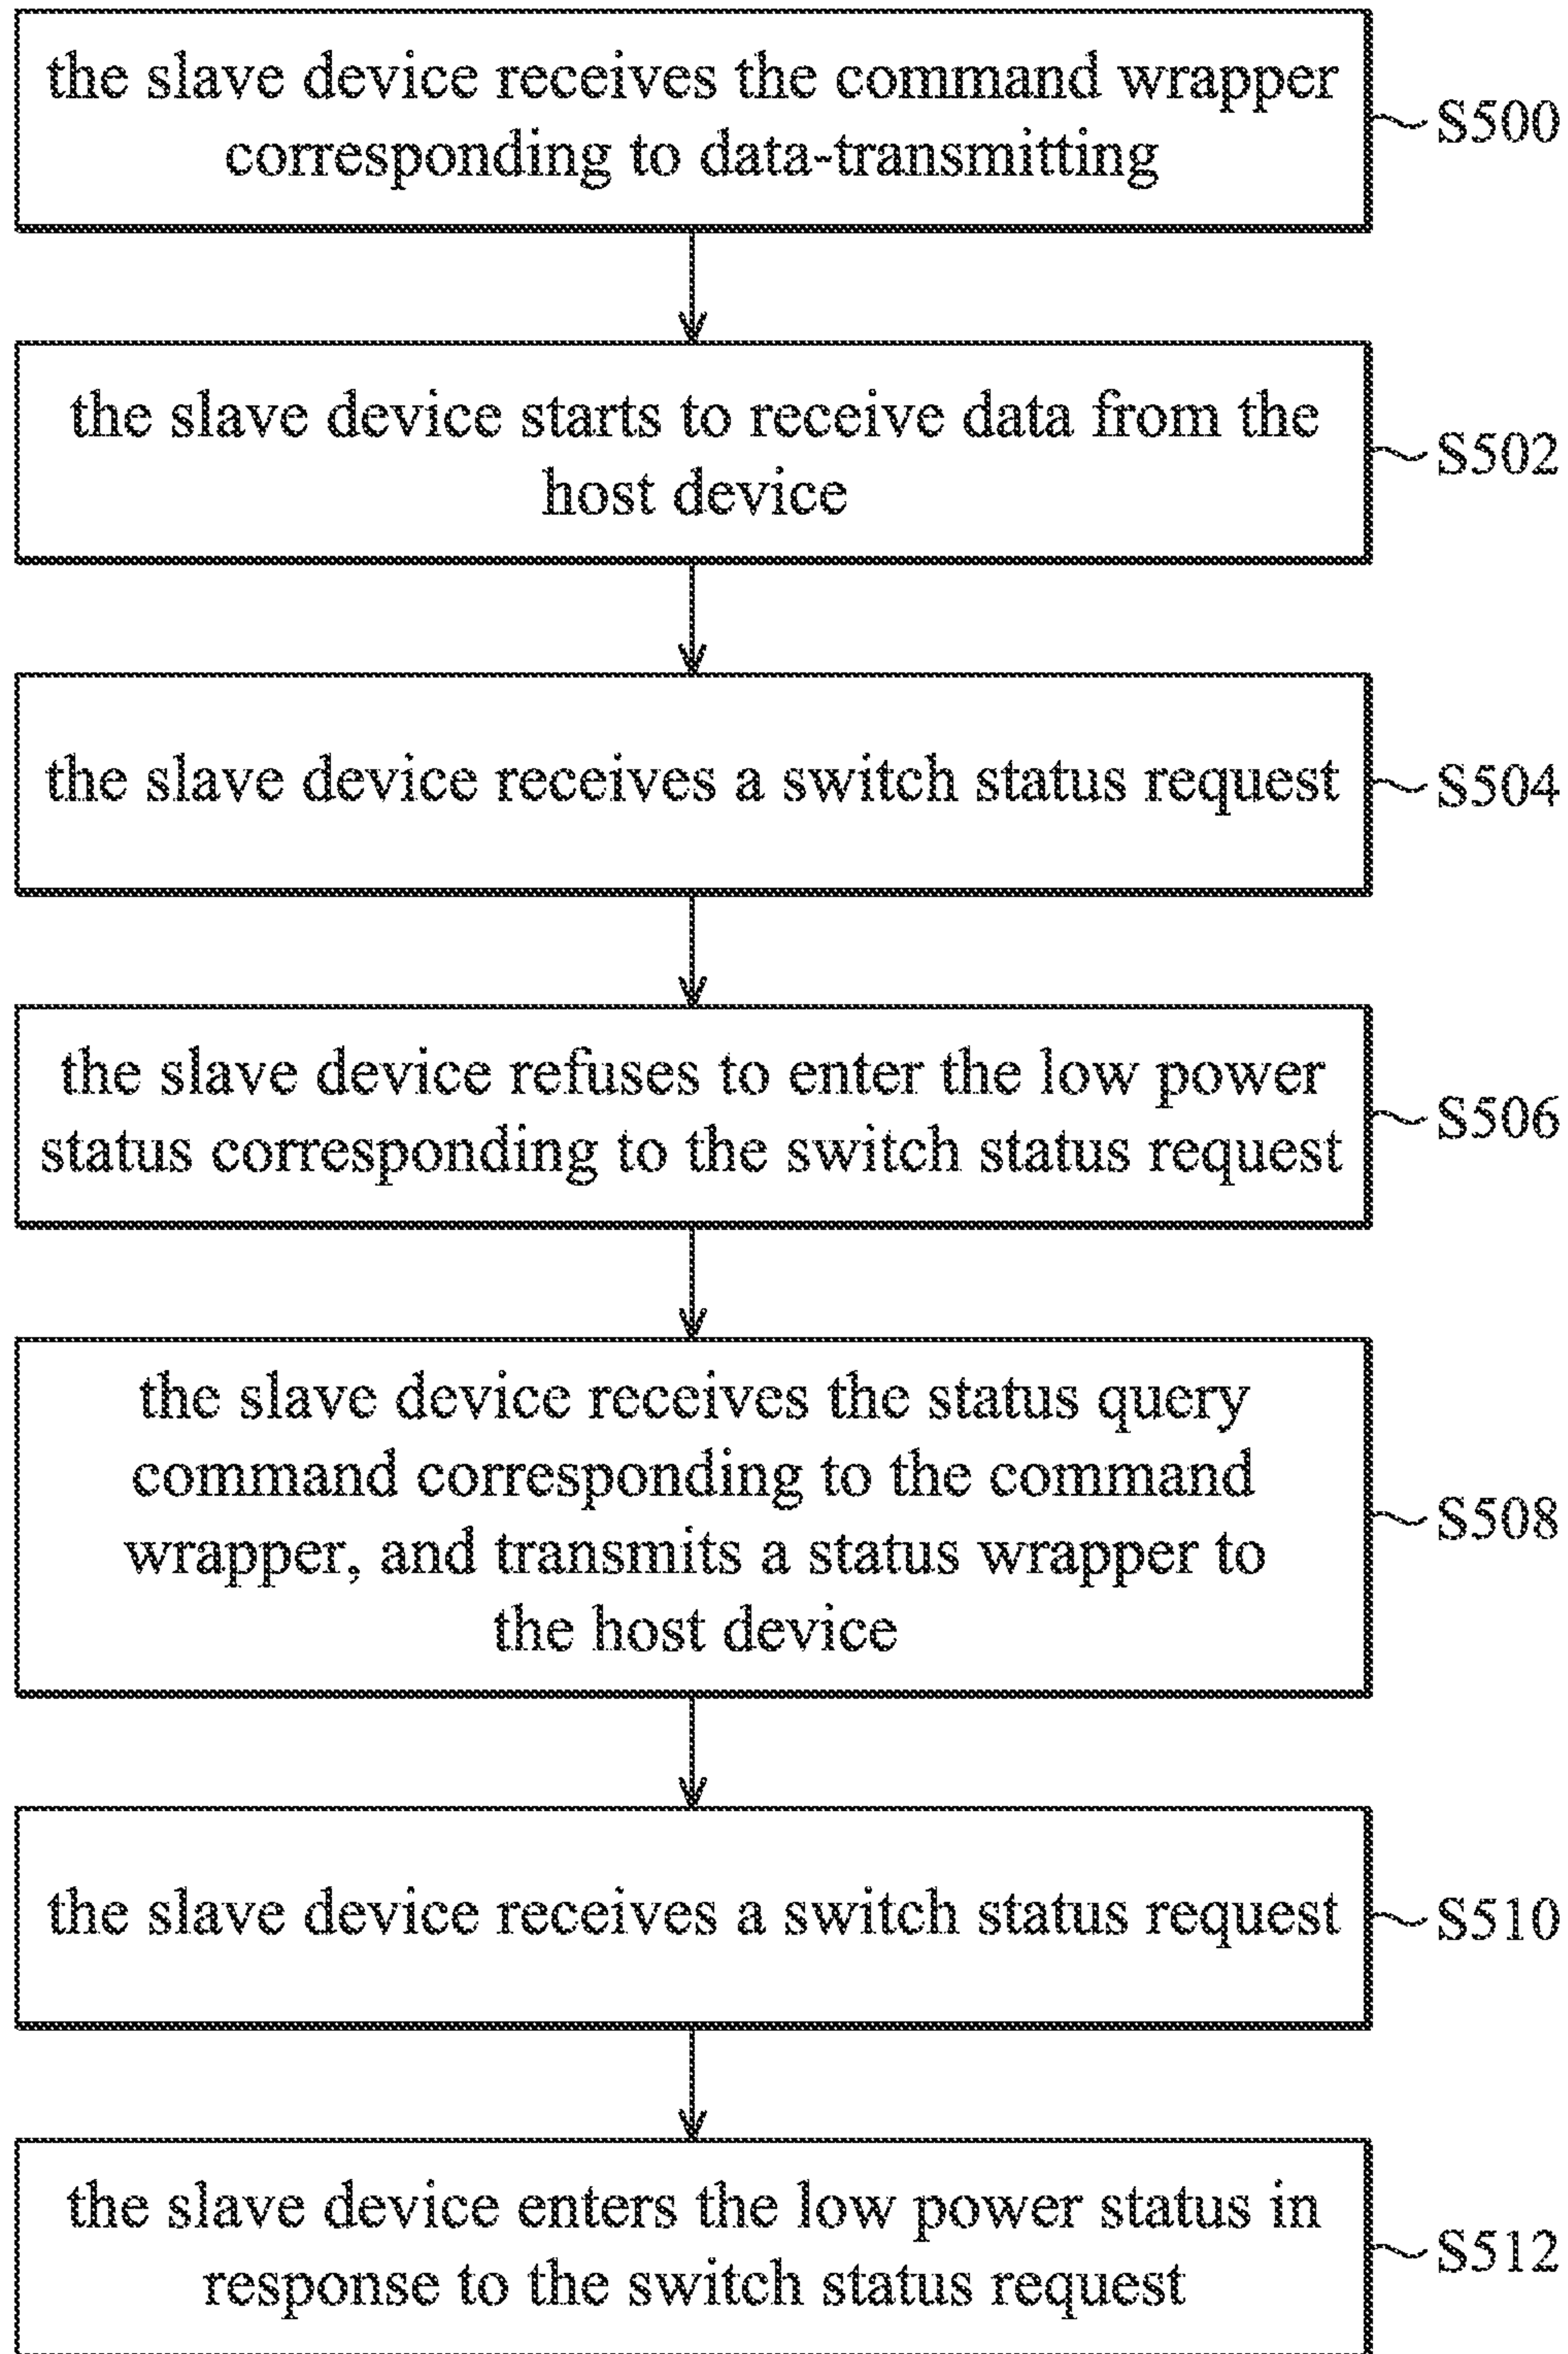 the slave device receives the command wrapper
corresponding to data-transmitting
S500
the slave device starts to receive data from the
host device
S502
the slave device receives a switch status request
S504
the slave device refuses to enter the low power
status corresponding to the switch status request
S506
the slave device receives the status query
command corresponding to the command
wrapper, and transmits a status wrapper to
the host device
S508
the slave device receives a switch status request
S510
the slave device enters the low power status in
response to the switch status request
S512